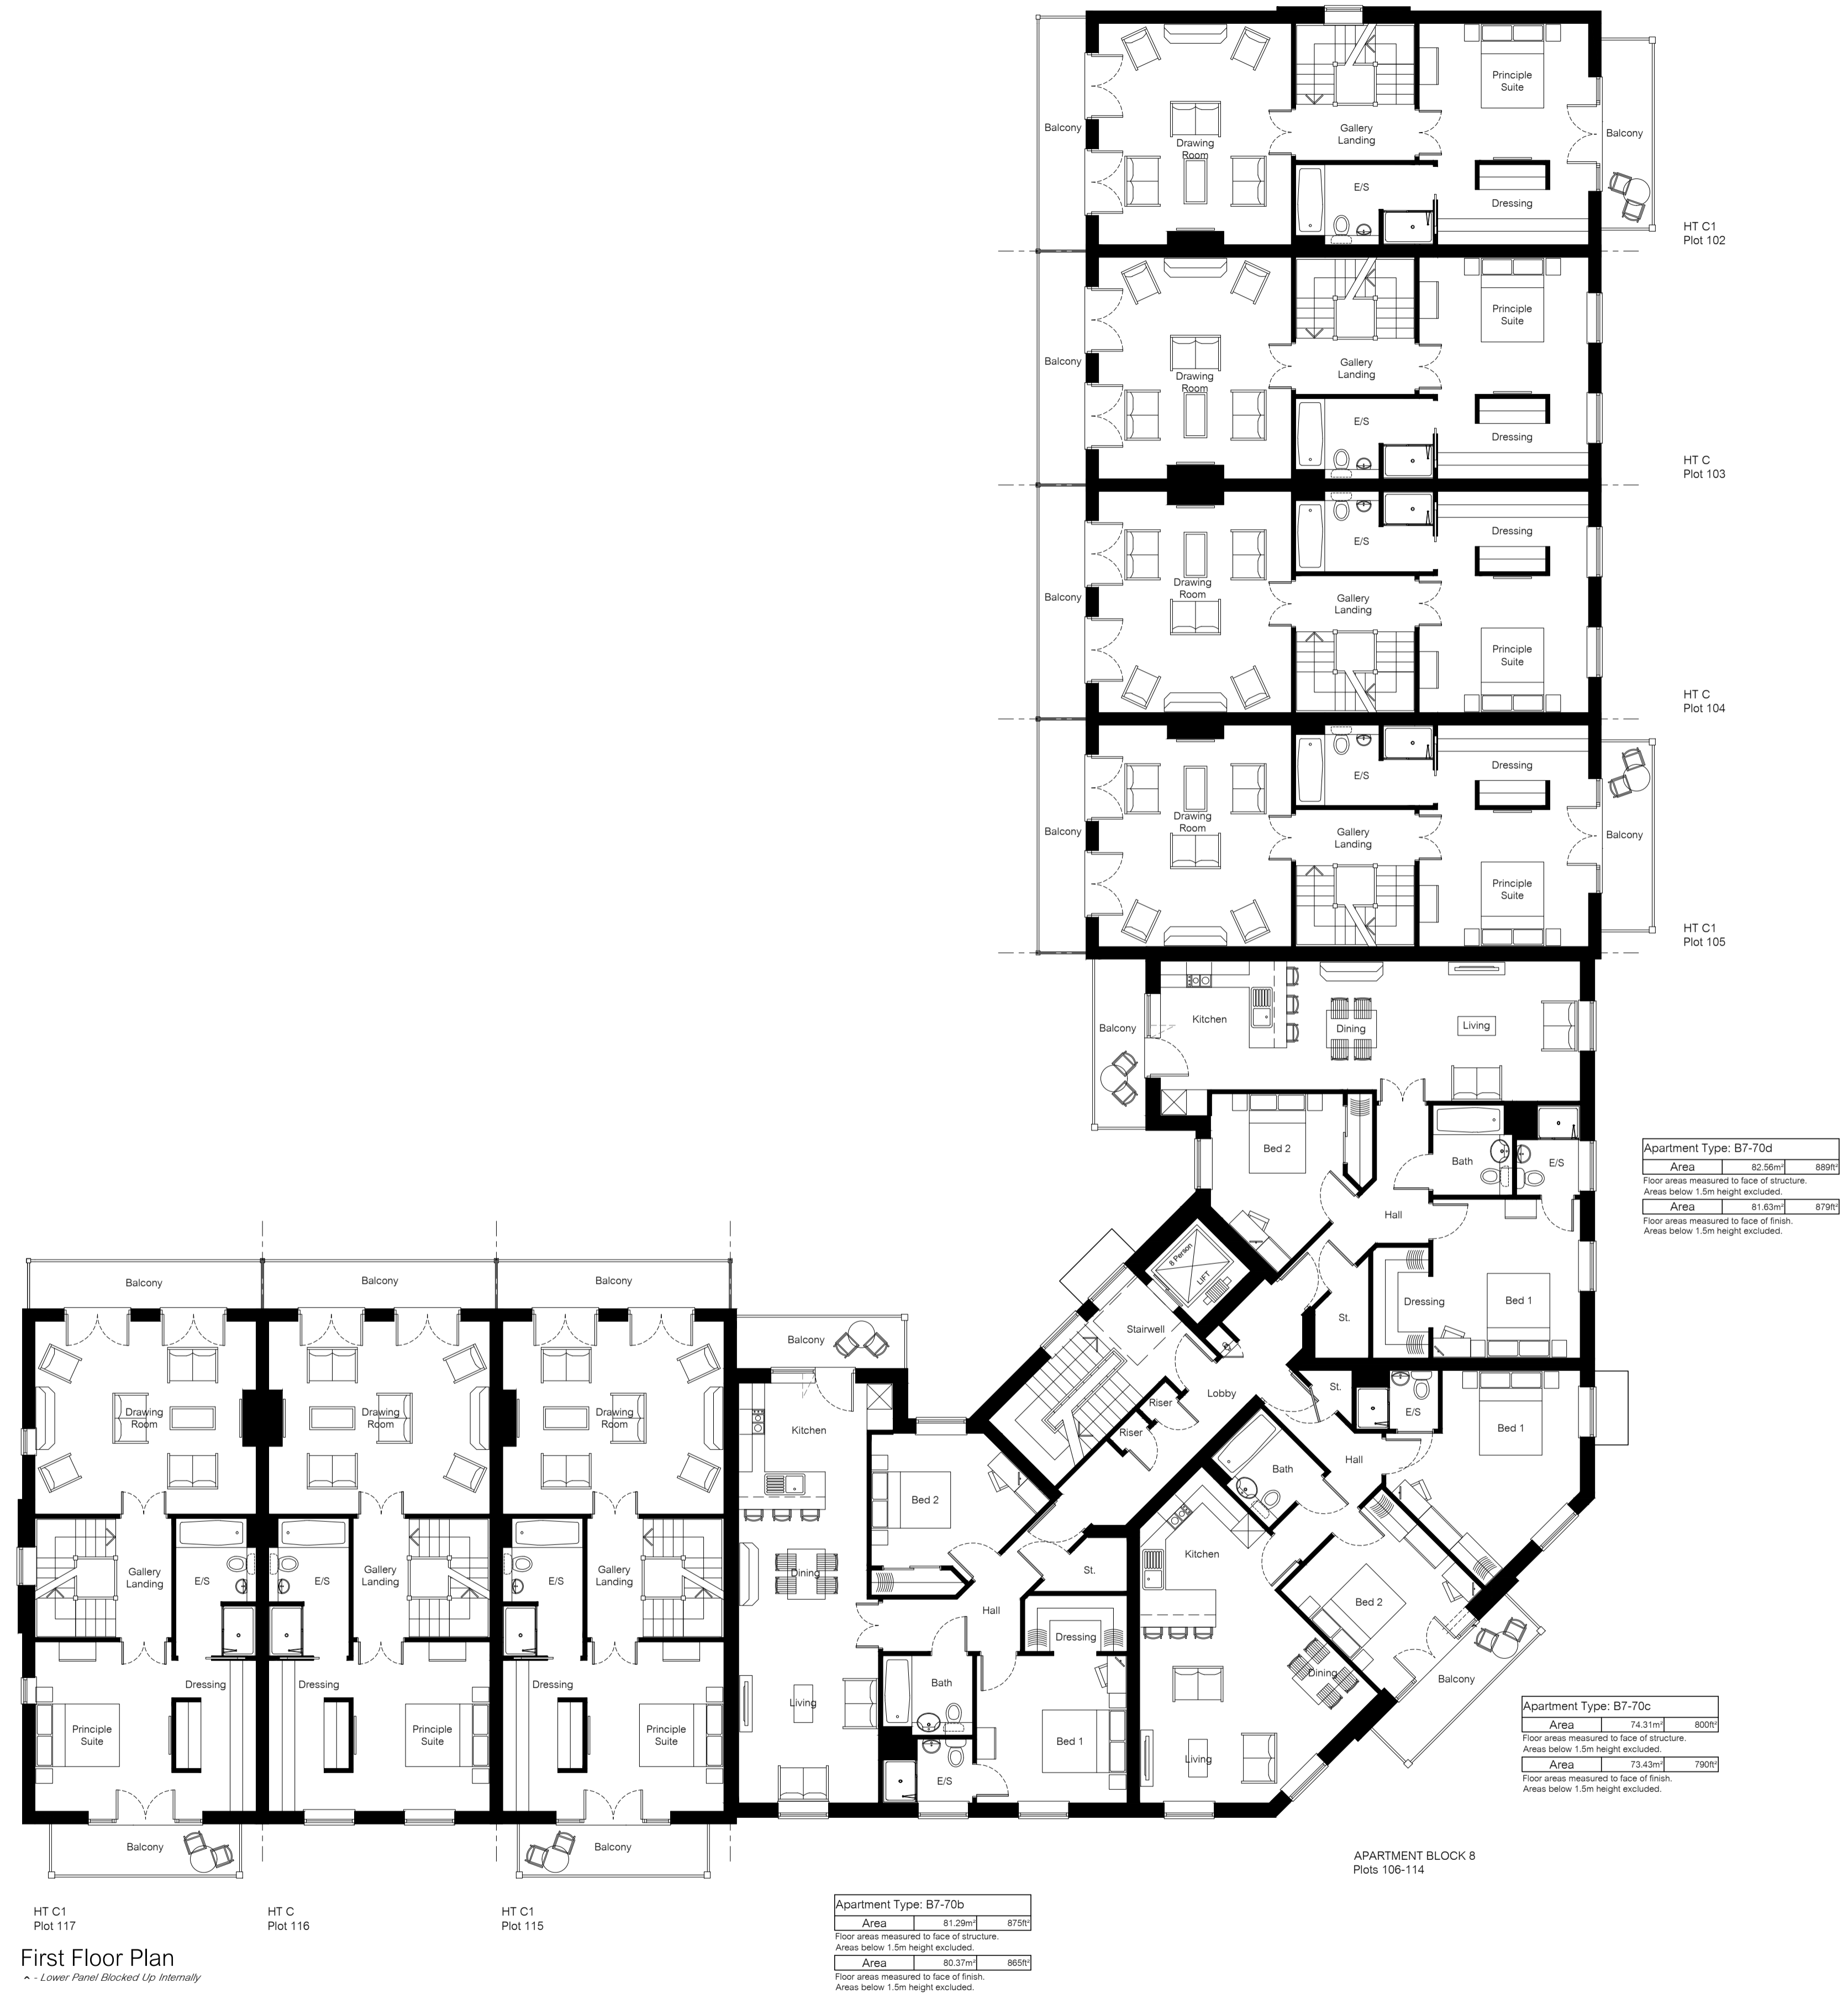 Principle
Suite
Balcony
Gallery
Landing
Balcony
Drawing
Room
E/S
Dressing
HT C1
Plot 102
Principle
Suite
Balcony
Gallery
Landing
Drawing
Room
E/S
Dressing
HT C
Plot 103
Dressing
E/S
Balcony
Drawing
Room
Gallery
Landing
Principle
Suite
HT C
Plot 104
Dressing
E/S
Balcony
Drawing
Room
Gallery
Landing
Balcony
Principle
Suite
HT C1
Plot 105
Kitchen
Balcony
Dining
Living
Bed 2
Bath
E/S
Hall
8 Person
LIFT
Dressing
Bed 1
St.
Stairwell
Apartment Type: B7-70d
Area 82.56m² 889ft²
Floor areas measured to face of structure.
Areas below 1.5m height excluded.
Area 81.63m² 879ft²
Floor areas measured to face of finish.
Areas below 1.5m height excluded.
Balcony
Balcony
Balcony
Balcony
Drawing
Room
Drawing
Room
Drawing
Room
Gallery
Landing
E/S
E/S
Gallery
Landing
E/S
Gallery
Landing
Dressing
Dressing
Dressing
Principle
Suite
Principle
Suite
Principle
Suite
Balcony
Balcony
Kitchen
Bed 2
Dining
St.
Hall
Dressing
Bath
Living
Bed 1
E/S
Lobby
Riser
Riser
St.
E/S
Bed 1
Hall
Bath
Kitchen
Bed 2
Dining
Balcony
Living
Apartment Type: B7-70c
Area 74.31m² 800ft²
Floor areas measured to face of structure.
Areas below 1.5m height excluded.
Area 73.43m² 790ft²
Floor areas measured to face of finish.
Areas below 1.5m height excluded.
APARTMENT BLOCK 8
Plots 106-114
HT C1
Plot 117
HT C
Plot 116
HT C1
Plot 115
Apartment Type: B7-70b
Area 81.29m² 875ft²
Floor areas measured to face of structure.
Areas below 1.5m height excluded.
Area 80.37m² 865ft²
Floor areas measured to face of finish.
Areas below 1.5m height excluded.
First Floor Plan
^ - Lower Panel Blocked Up Internally